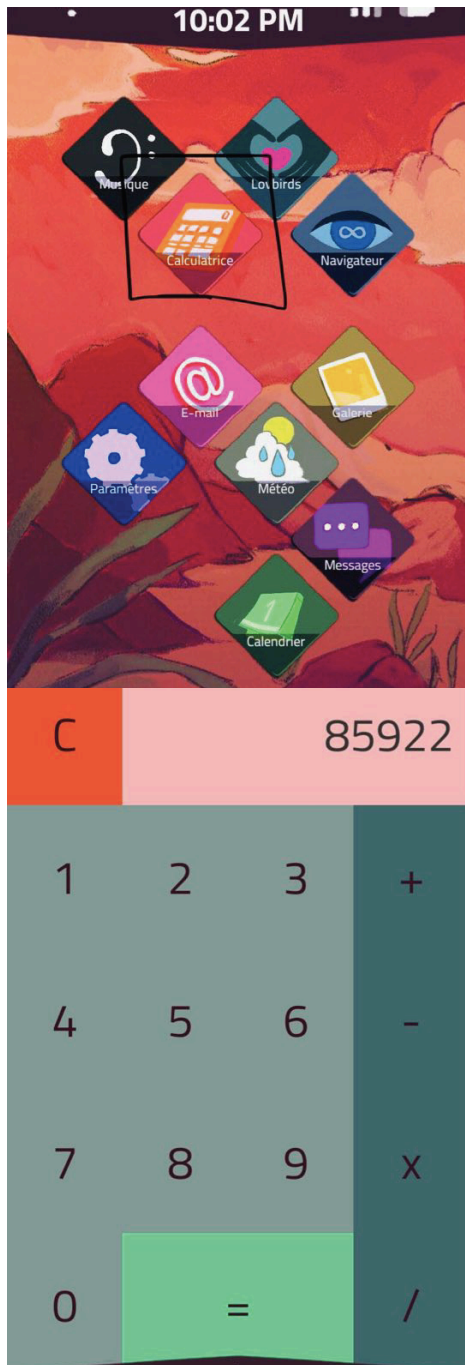 10:02 PM
Musique
Lovbirds
Calculatrice
Navigateur
E-mail
Galerie
Paramètres
Météo
Messages
1
Calendrier
C 85922
1 2 3 +
4 5 6 -
7 8 9 x
0 = /